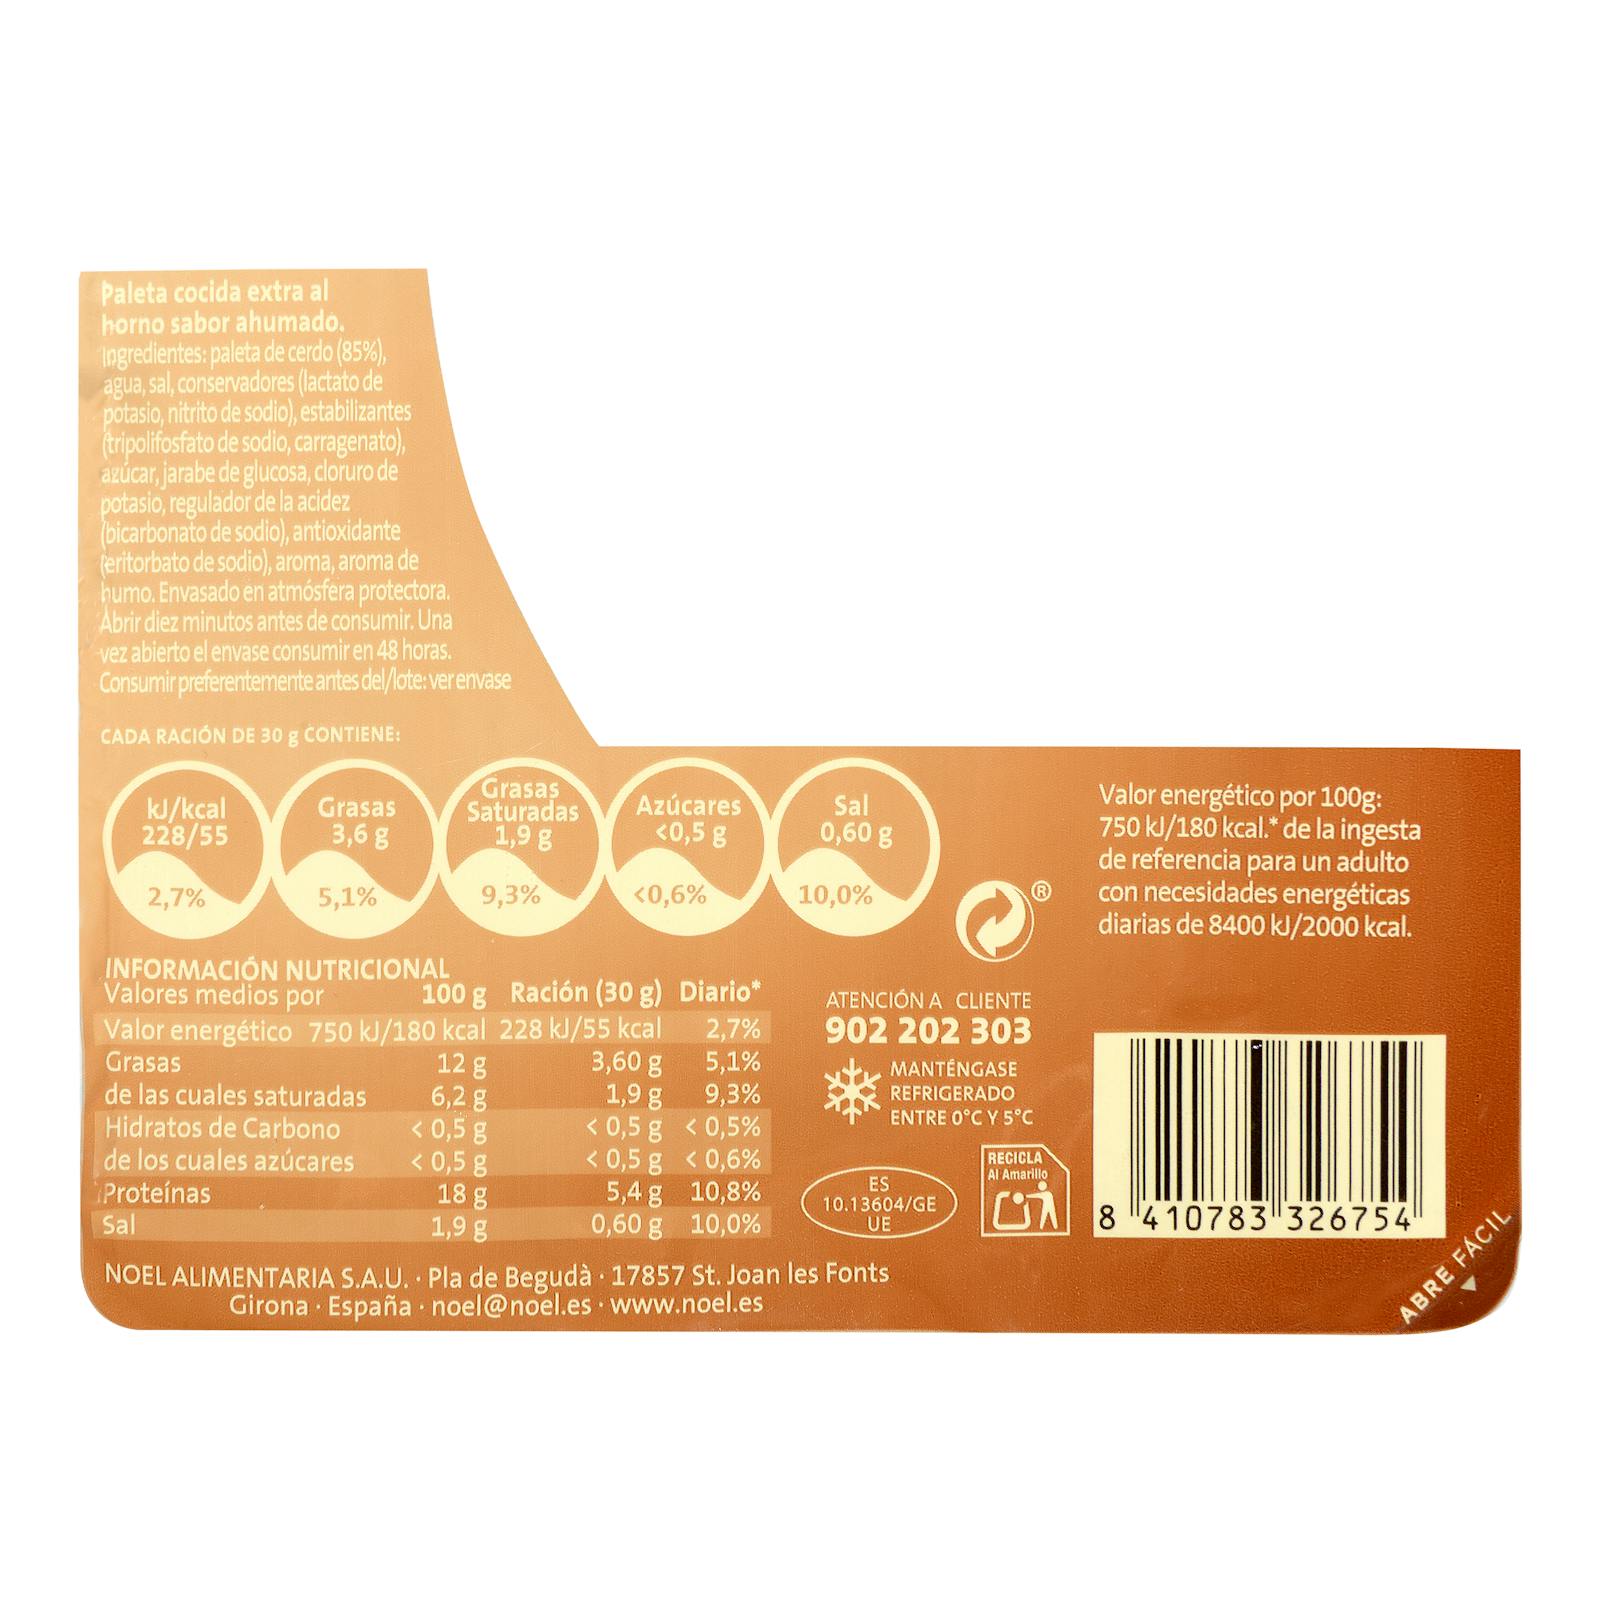 Paleta cocida extra al
horno sabor ahumado.
Ingredientes: paleta de cerdo (85%),
agua, sal, conservadores (lactato de
potasio, nitrito de sodio), estabilizantes
(tripolifosfato de sodio, carragenato),
azúcar, jarabe de glucosa, cloruro de
potasio, regulador de la acidez
(bicarbonato de sodio), antioxidante
(eritorbato de sodio), aroma, aroma de
humo. Envasado en atmósfera protectora.
Abrir diez minutos antes de consumir. Una
vez abierto el envase consumir en 48 horas.
Consumir preferentemente antes del/lote: ver envase
CADA RACIÓN DE 30 g CONTIENE:
kJ/kcal
228/55
2,7%
Grasas
3,6 g
5,1%
Grasas
Saturadas
1,9 g
9,3%
Azúcares
<0,5 g
<0,6%
Sal
0,60 g
10,0%
®
Valor energético por 100g:
750 kJ/180 kcal.* de la ingesta
de referencia para un adulto
con necesidades energéticas
diarias de 8400 kJ/2000 kcal.
INFORMACIÓN NUTRICIONAL
Valores medios por 100 g Ración (30 g) Diario*
Valor energético 750 kJ/180 kcal 228 kJ/55 kcal 2,7%
Grasas 12 g 3,60 g 5,1%
de las cuales saturadas 6,2 g 1,9 g 9,3%
Hidratos de Carbono < 0,5 g < 0,5 g < 0,5%
de los cuales azúcares < 0,5 g < 0,5 g < 0,6%
Proteínas 18 g 5,4 g 10,8%
Sal 1,9 g 0,60 g 10,0%
ATENCIÓN A CLIENTE
902 202 303
MANTÉNGASE
REFRIGERADO
ENTRE 0°C Y 5°C
ES
10.13604/GE
UE
RECICLA
Al Amarillo
8 410783 326754
ABRE FÁCIL
NOEL ALIMENTARIA S.A.U. · Pla de Begudà · 17857 St. Joan les Fonts
Girona · España · noel@noel.es · www.noel.es